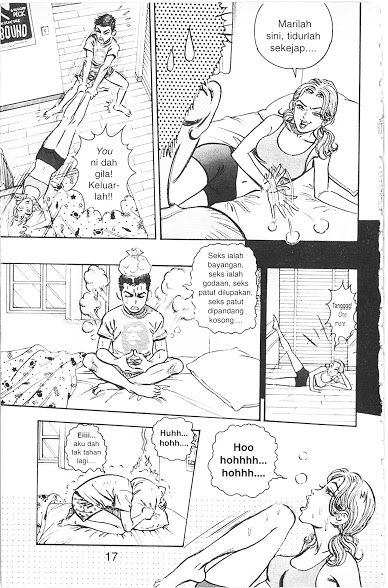 BOUND
Marilah
sini, tidurlah
sekejap....
You
ni dah
gila!
Keluar-
lah!!
Seks ialah
bayangan,
seks ialah
godaan, seks
patut dilupakan,
seks patut
dipandang
kosong....
One
more
Eiiii...
aku dah
tak tahan
lagi....
Huhh...
hohh....
Hoo
hohhhh...
hohhh....
17